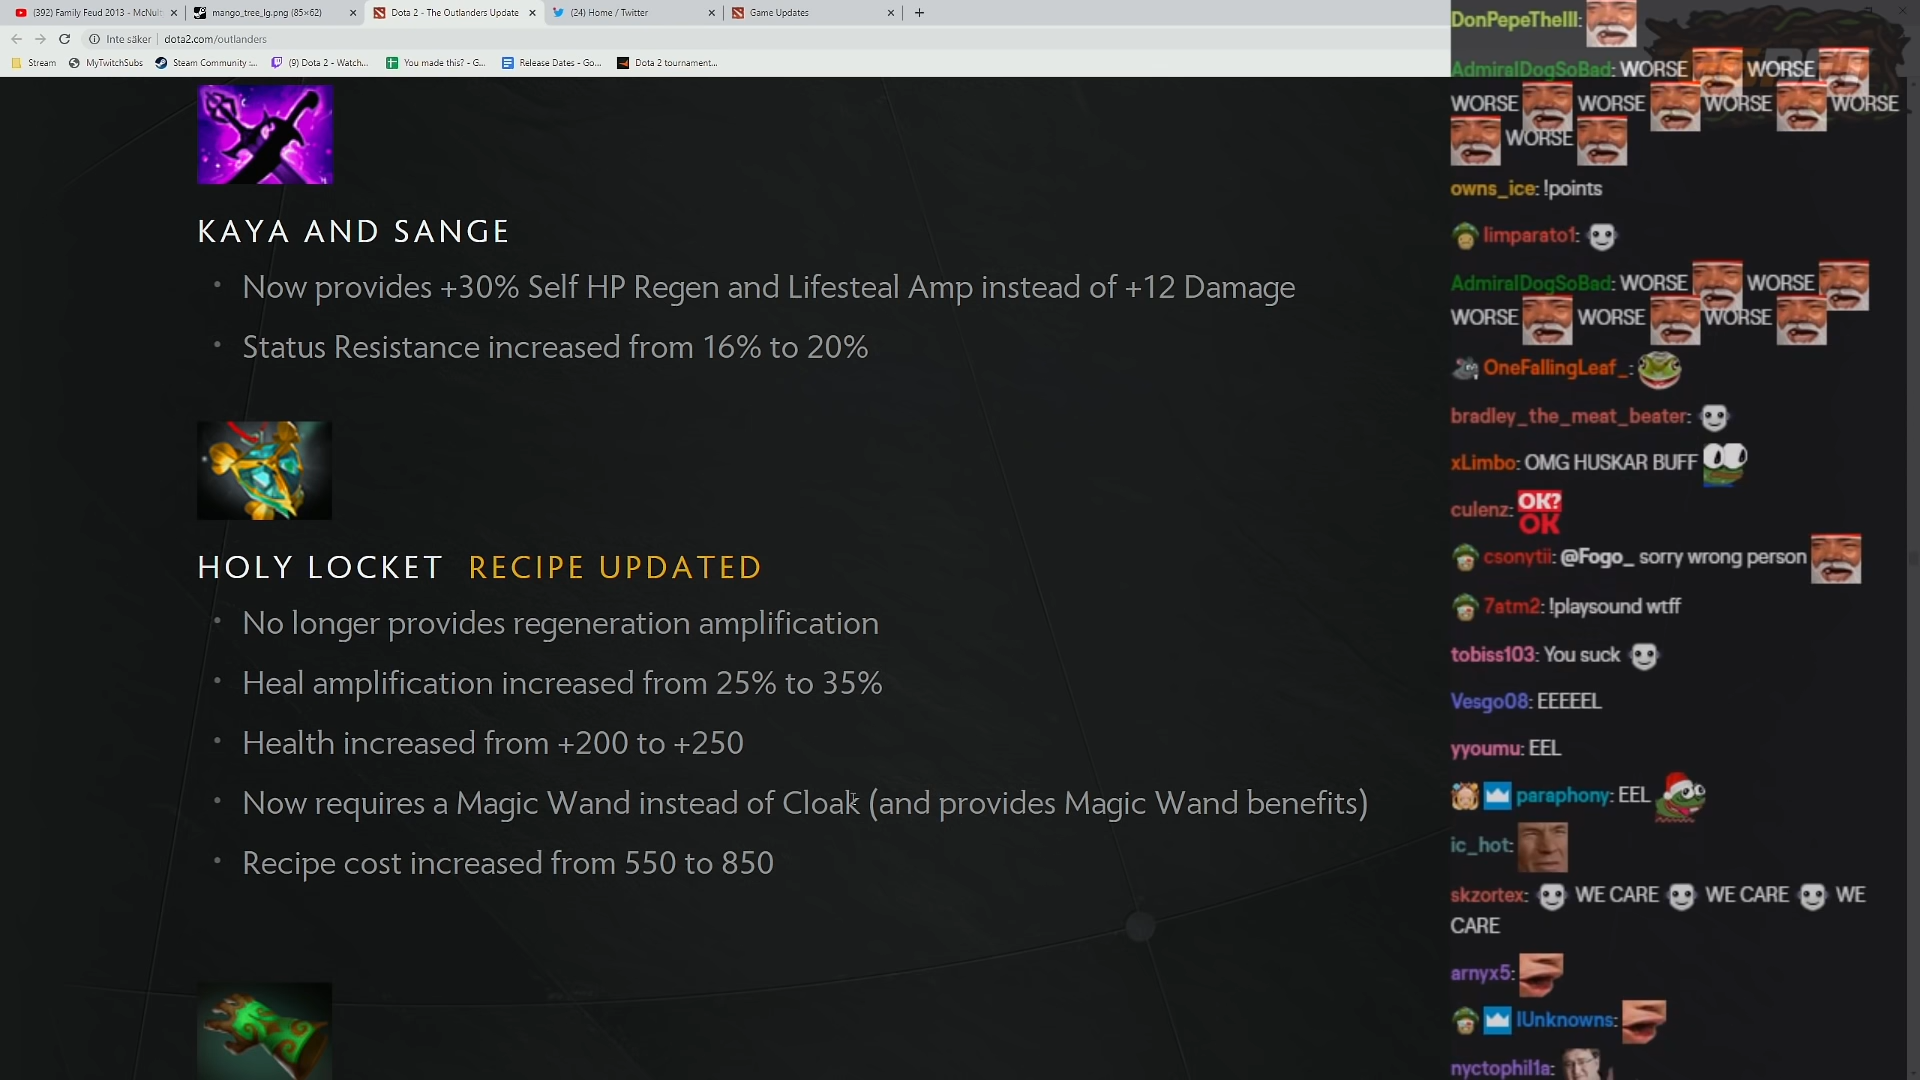 (392) Family Feud 2013 - McNul
mango_tree_lg.png (85×62)
Dota 2 - The Outlanders Update
(24) Home / Twitter
Game Updates
Inte säker
dota2.com/outlanders
Stream
MyTwitchSubs
Steam Community :...
(9) Dota 2 - Watch...
You made this? - G...
Release Dates - Go...
Dota 2 tournament...
KAYA AND SANGE
• Now provides +30% Self HP Regen and Lifesteal Amp instead of +12 Damage
• Status Resistance increased from 16% to 20%
HOLY LOCKET RECIPE UPDATED
• No longer provides regeneration amplification
• Heal amplification increased from 25% to 35%
• Health increased from +200 to +250
• Now requires a Magic Wand instead of Cloak (and provides Magic Wand benefits)
• Recipe cost increased from 550 to 850
DonPepeTheIII:
AdmiralDogSoBad: WORSE WORSE
WORSE WORSE WORSE WORSE
WORSE
owns_ice: !points
limparato1:
AdmiralDogSoBad: WORSE WORSE
WORSE WORSE WORSE
OneFallingLeaf_:
bradley_the_meat_beater:
xLimbo: OMG HUSKAR BUFF
culenz: OK?
OK
csonytii: @Fogo_ sorry wrong person
7atm2: !playsound wtff
tobiss103: You suck
Vesgo08: EEEEEL
yyoumu: EEL
paraphony: EEL
ic_hot:
skzortex: WE CARE WE CARE WE
CARE
arnyx5:
IUnknowns:
nyctophil1a: